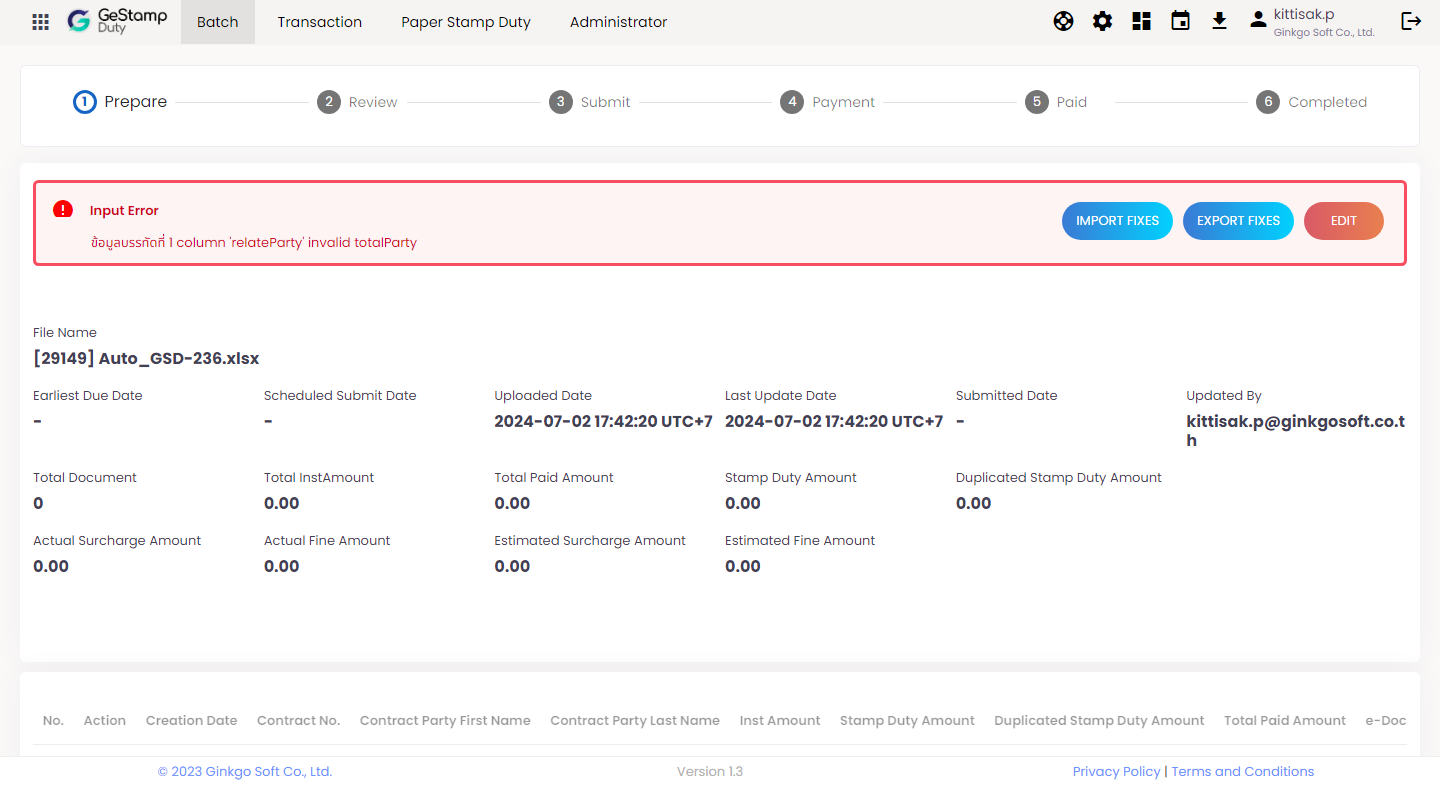 GeStamp
Duty
Batch
Transaction
Paper Stamp Duty
Administrator
kittisak.p
Ginkgo Soft Co., Ltd.
1 Prepare
2 Review
3 Submit
4 Payment
5 Paid
6 Completed
Input Error
ข้อมูลบรรทัดที่ 1 column 'relateParty' invalid totalParty
IMPORT FIXES
EXPORT FIXES
EDIT
File Name
[29149] Auto_GSD-236.xlsx
Earliest Due Date
-
Scheduled Submit Date
-
Uploaded Date
2024-07-02 17:42:20 UTC+7
Last Update Date
2024-07-02 17:42:20 UTC+7
Submitted Date
-
Updated By
kittisak.p@ginkgosoft.co.t
h
Total Document
0
Total InstAmount
0.00
Total Paid Amount
0.00
Stamp Duty Amount
0.00
Duplicated Stamp Duty Amount
0.00
Actual Surcharge Amount
0.00
Actual Fine Amount
0.00
Estimated Surcharge Amount
0.00
Estimated Fine Amount
0.00
No. Action Creation Date Contract No. Contract Party First Name Contract Party Last Name Inst Amount Stamp Duty Amount Duplicated Stamp Duty Amount Total Paid Amount e-Doc
© 2023 Ginkgo Soft Co., Ltd.
Version 1.3
Privacy Policy | Terms and Conditions